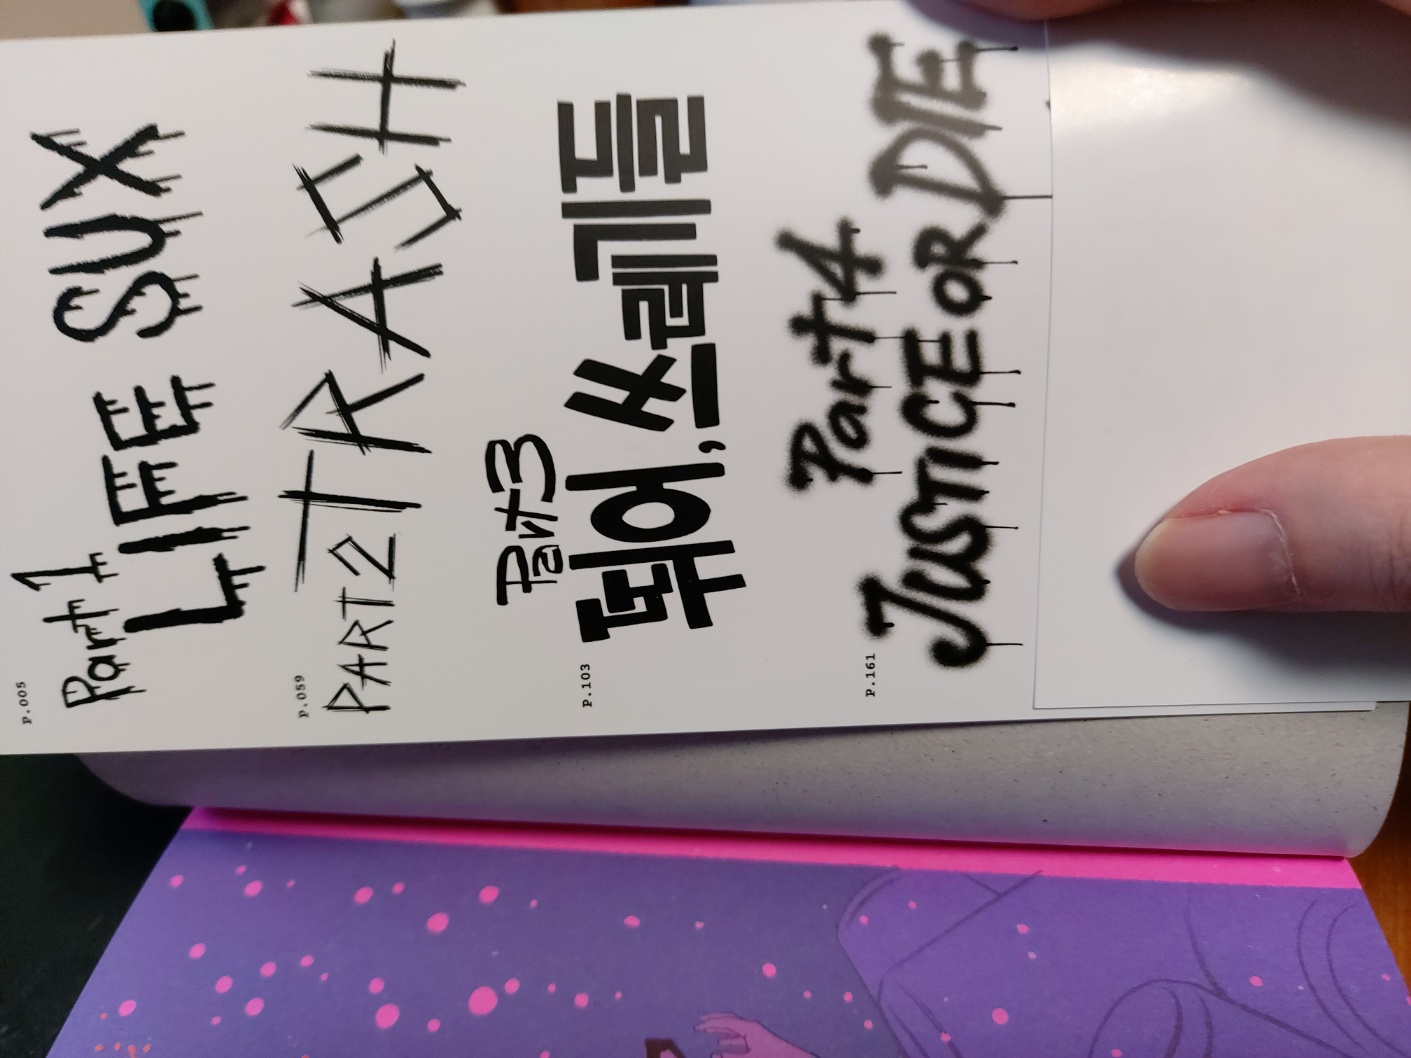 P.005
Part 1
LIFE SUX
P.059
PART 2
TRASH
P.103
Part 3
뛰어, 쓰레기들
P.161
Part 4
JUSTICE OR DIE